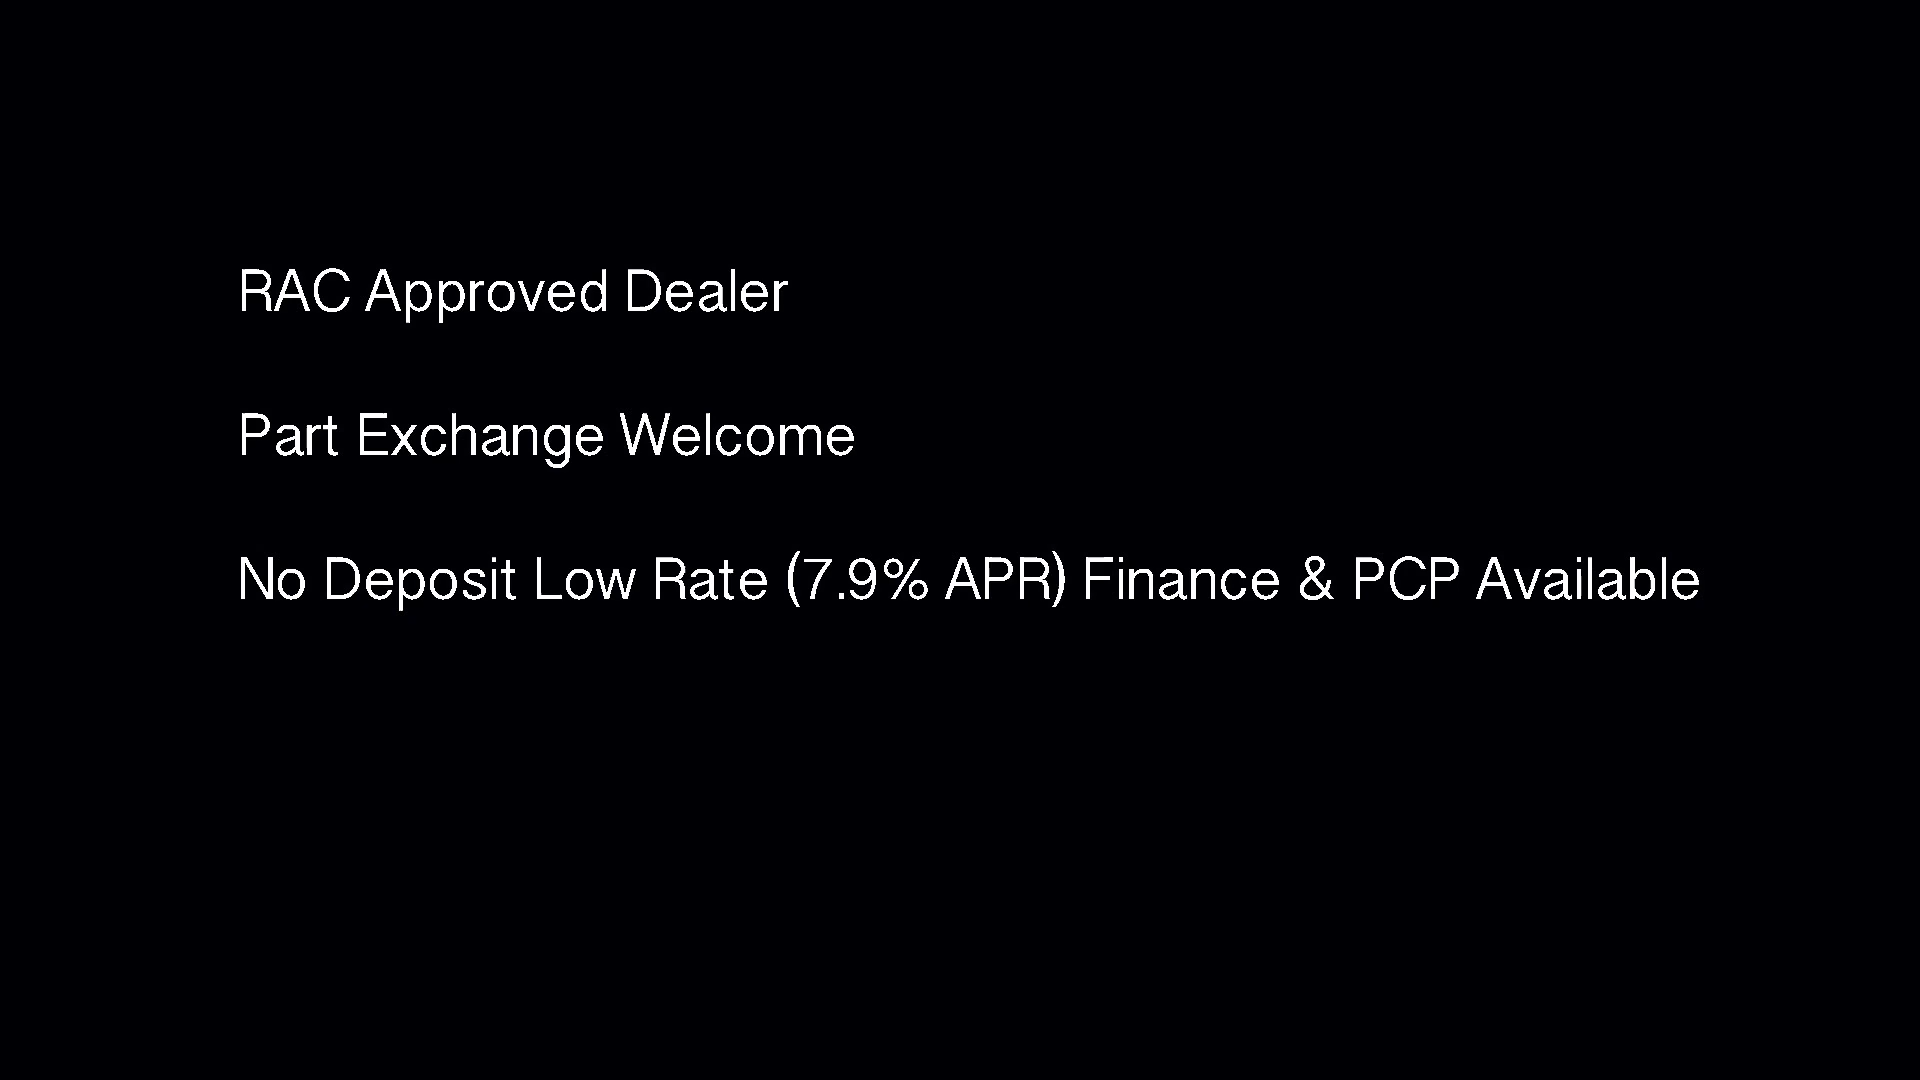 RAC Approved Dealer
Part Exchange Welcome
No Deposit Low Rate (7.9% APR) Finance & PCP Available